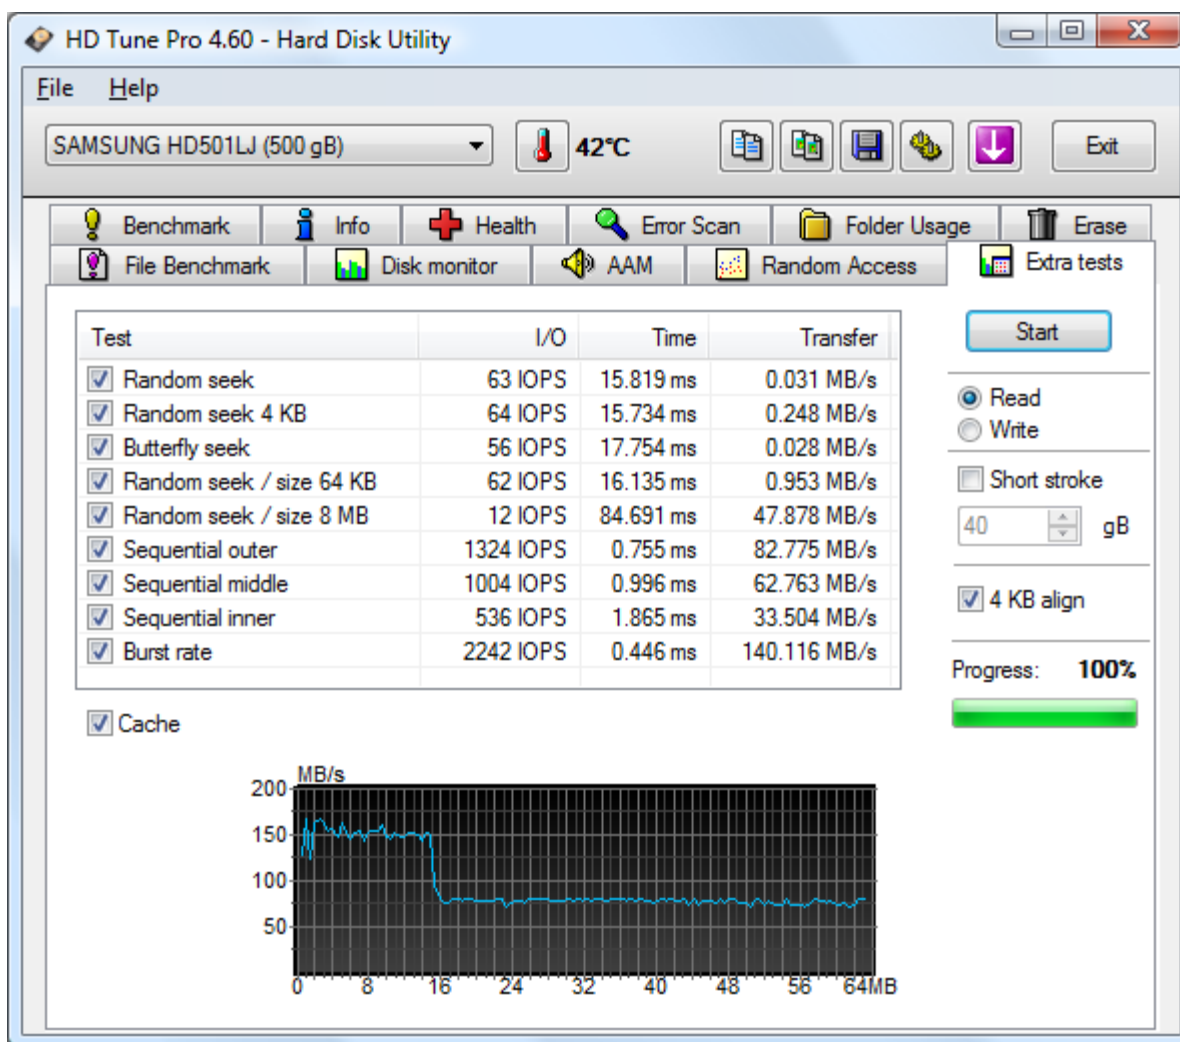 HD Tune Pro 4.60 - Hard Disk Utility
File Help
SAMSUNG HD501LJ (500 gB) 42°C Exit
Benchmark Info Health Error Scan Folder Usage Erase
File Benchmark Disk monitor AAM Random Access Extra tests
Test I/O Time Transfer
Random seek 63 IOPS 15.819 ms 0.031 MB/s
Random seek 4 KB 64 IOPS 15.734 ms 0.248 MB/s
Butterfly seek 56 IOPS 17.754 ms 0.028 MB/s
Random seek / size 64 KB 62 IOPS 16.135 ms 0.953 MB/s
Random seek / size 8 MB 12 IOPS 84.691 ms 47.878 MB/s
Sequential outer 1324 IOPS 0.755 ms 82.775 MB/s
Sequential middle 1004 IOPS 0.996 ms 62.763 MB/s
Sequential inner 536 IOPS 1.865 ms 33.504 MB/s
Burst rate 2242 IOPS 0.446 ms 140.116 MB/s
Start
Read
Write
Short stroke
40 gB
4 KB align
Progress: 100%
Cache
MB/s
200
150
100
50
0 8 16 24 32 40 48 56 64MB